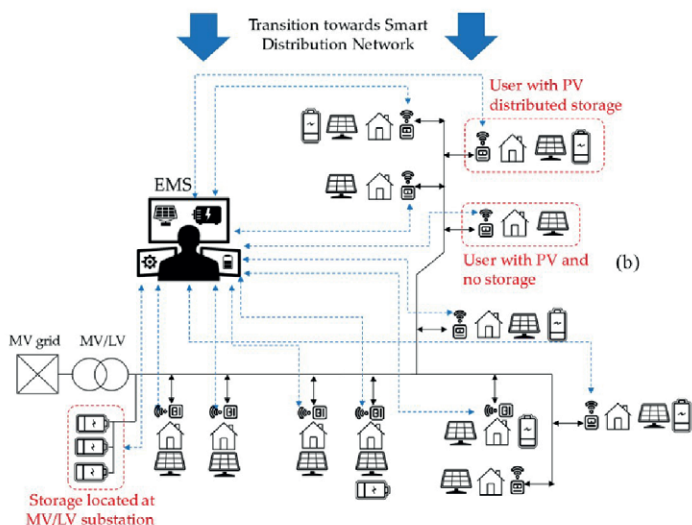 Transition towards Smart
Distribution Network
User with PV
distributed storage
EMS
User with PV and
no storage
(b)
MV grid
MV/LV
Storage located at
MV/LV substation